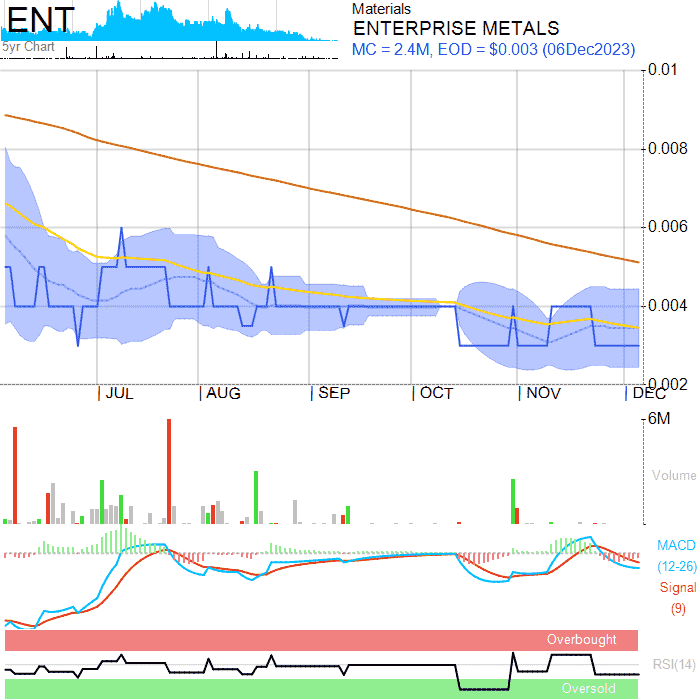 ENT
5yr Chart
Materials
ENTERPRISE METALS
MC = 2.4M, EOD = $0.003 (06Dec2023)
0.01
0.008
0.006
0.004
0.002
JUL AUG SEP OCT NOV DEC
6M
Volume
MACD
(12-26)
Signal
(9)
Overbought
RSI(14)
Oversold